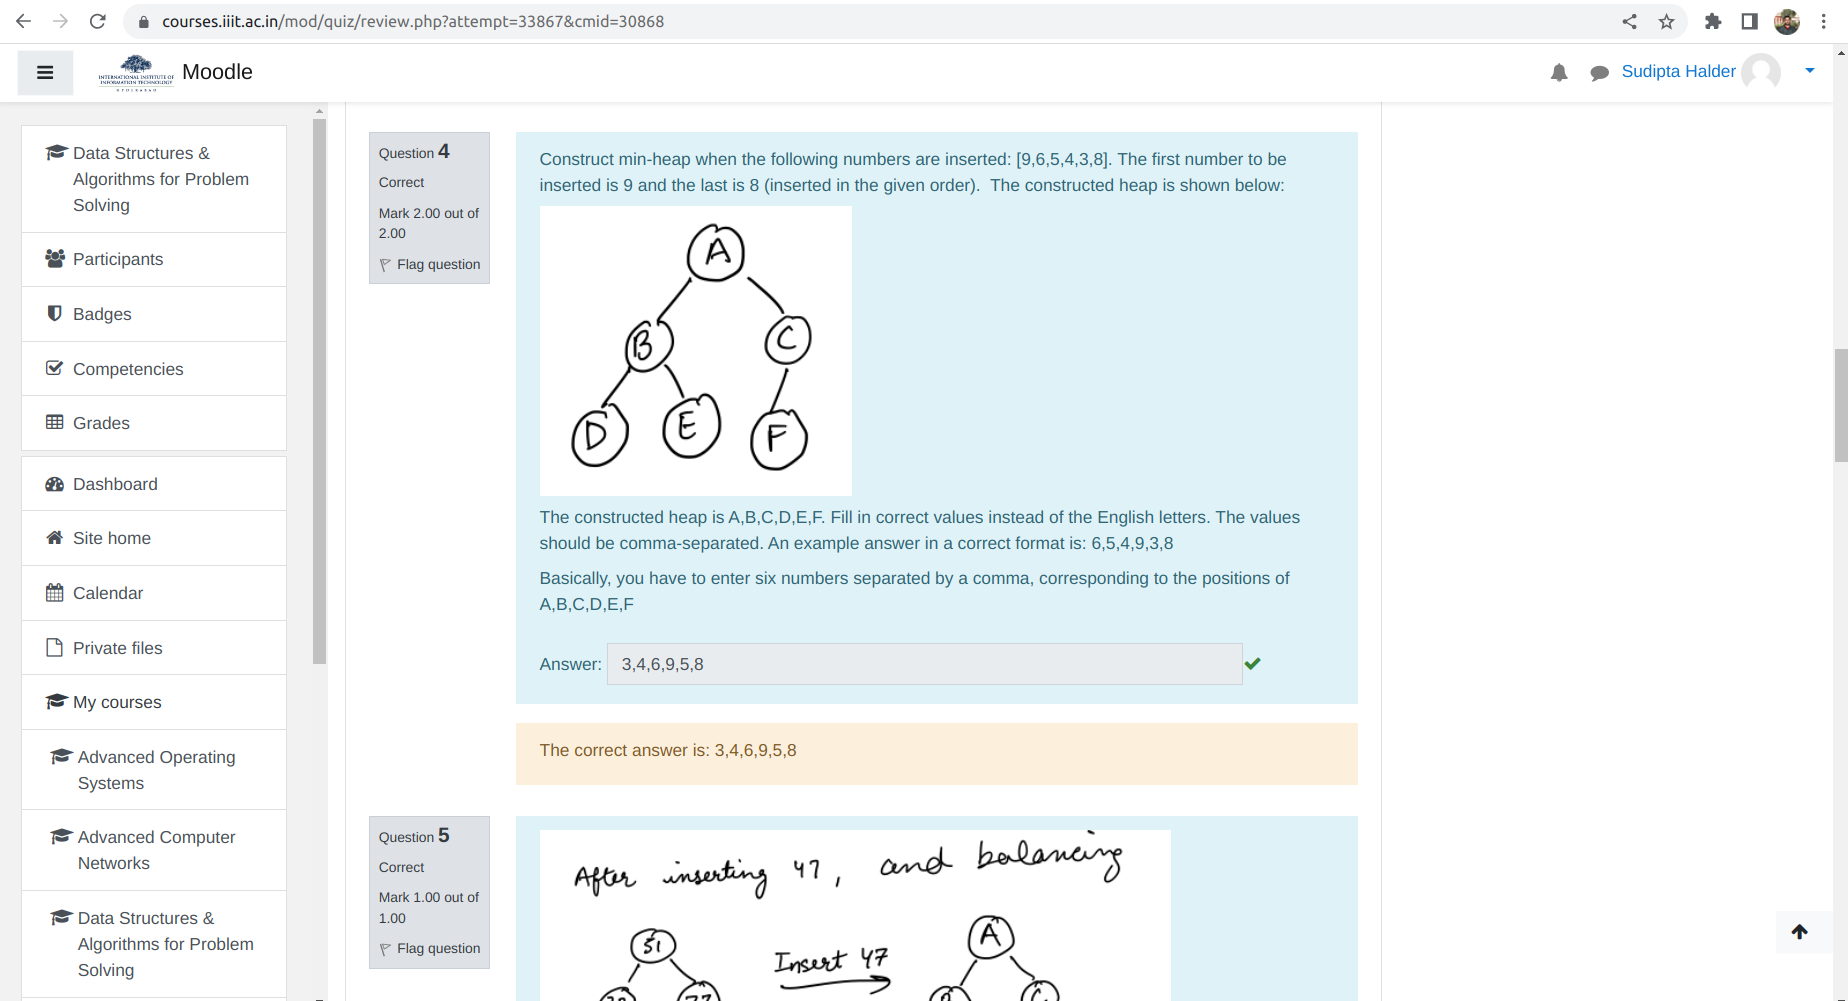 courses.iiit.ac.in/mod/quiz/review.php?attempt=33867&cmid=30868
INTERNATIONAL INSTITUTE OF
INFORMATION TECHNOLOGY
HYDERABAD
Moodle
Sudipta Halder
Data Structures &
Algorithms for Problem
Solving
Participants
Badges
Competencies
Grades
Dashboard
Site home
Calendar
Private files
My courses
Advanced Operating
Systems
Advanced Computer
Networks
Data Structures &
Algorithms for Problem
Solving
Question 4
Correct
Mark 2.00 out of
2.00
Flag question
Construct min-heap when the following numbers are inserted: [9,6,5,4,3,8]. The first number to be
inserted is 9 and the last is 8 (inserted in the given order).  The constructed heap is shown below:
A
B C
D E F
The constructed heap is A,B,C,D,E,F. Fill in correct values instead of the English letters. The values
should be comma-separated. An example answer in a correct format is: 6,5,4,9,3,8
Basically, you have to enter six numbers separated by a comma, corresponding to the positions of
A,B,C,D,E,F
Answer: 3,4,6,9,5,8
The correct answer is: 3,4,6,9,5,8
Question 5
Correct
Mark 1.00 out of
1.00
Flag question
After inserting 47, and balancing
51 Insert 47 A